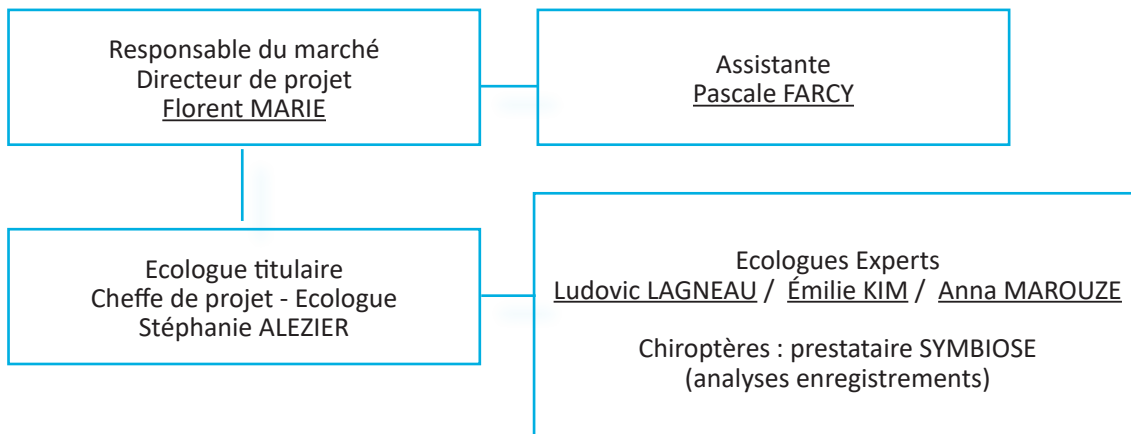 Responsable du marché
Directeur de projet
Florent MARIE
Assistante
Pascale FARCY
Ecologue titulaire
Cheffe de projet - Ecologue
Stéphanie ALEZIER
Ecologues Experts
Ludovic LAGNEAU / Émilie KIM / Anna MAROUZE
Chiroptères : prestataire SYMBIOSE
(analyses enregistrements)